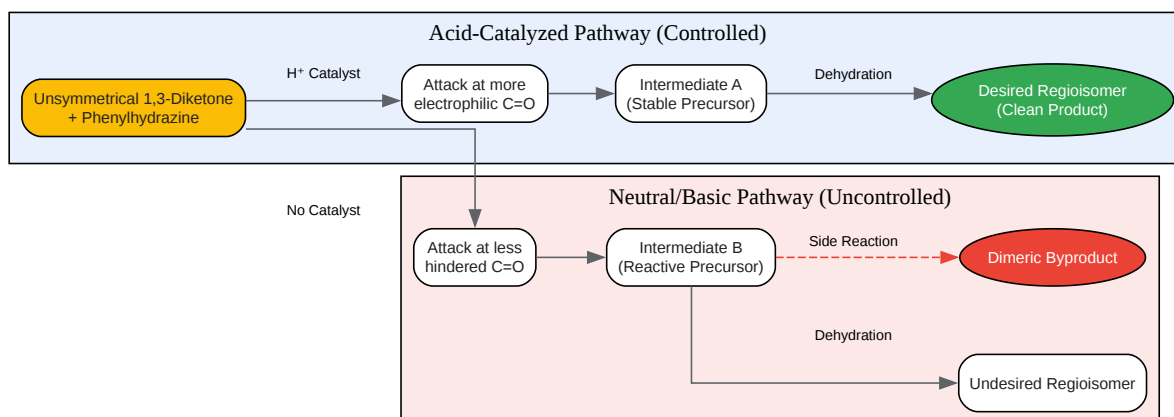 Acid-Catalyzed Pathway (Controlled)
H⁺ Catalyst
Dehydration
Unsymmetrical 1,3-Diketone
+ Phenylhydrazine
Attack at more
electrophilic C=O
Intermediate A
(Stable Precursor)
Desired Regioisomer
(Clean Product)
No Catalyst
Neutral/Basic Pathway (Uncontrolled)
Attack at less
hindered C=O
Intermediate B
(Reactive Precursor)
Side Reaction
Dimeric Byproduct
Dehydration
Undesired Regioisomer